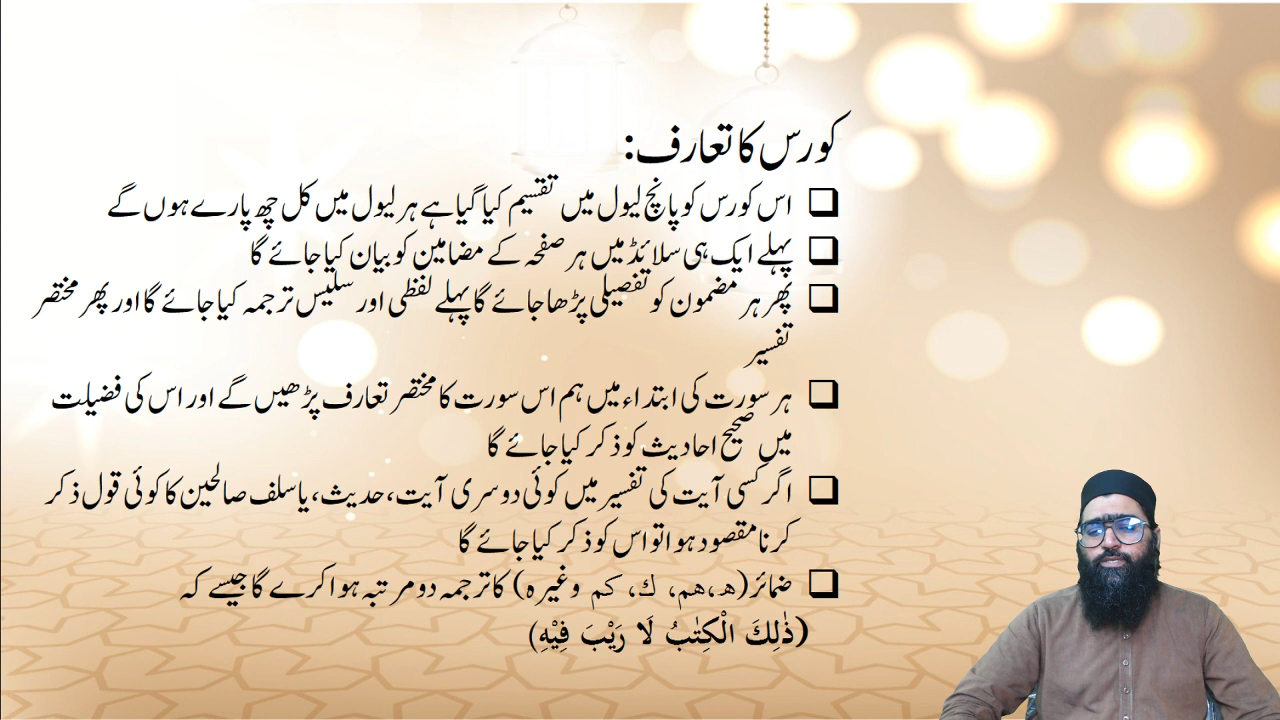 کورس کا تعارف:
اس کورس کو پانچ لیول میں تقسیم کیا گیا ہے ہر لیول میں کل چھ پارے ہوں گے
پہلے ایک ہی سلائڈ میں ہر صفحہ کے مضامین کو بیان کیا جائے گا
پھر ہر مضمون کو تفصیلی پڑھا جائے گا پہلے لفظی اور سلیس ترجمہ کیا جائے گا اور پھر مختصر
تفسیر
ہر سورت کی ابتداء میں ہم اس سورت کا مختصر تعارف پڑھیں گے اور اس کی فضیلت
میں صحیح احادیث کو ذکر کیا جائے گا
اگر کسی آیت کی تفسیر میں کوئی دوسری آیت، حدیث، یا سلف صالحین کا کوئی قول ذکر
کرنا مقصود ہوا تو اس کو ذکر کیا جائے گا
ضمائر (ھ،ھم، ك، کم وغیرہ) کا ترجمہ دو مرتبہ ہوا کرے گا جیسے کہ
(ذٰلِكَ الْكِتٰبُ لَا رَيْبَ فِيْهِ)